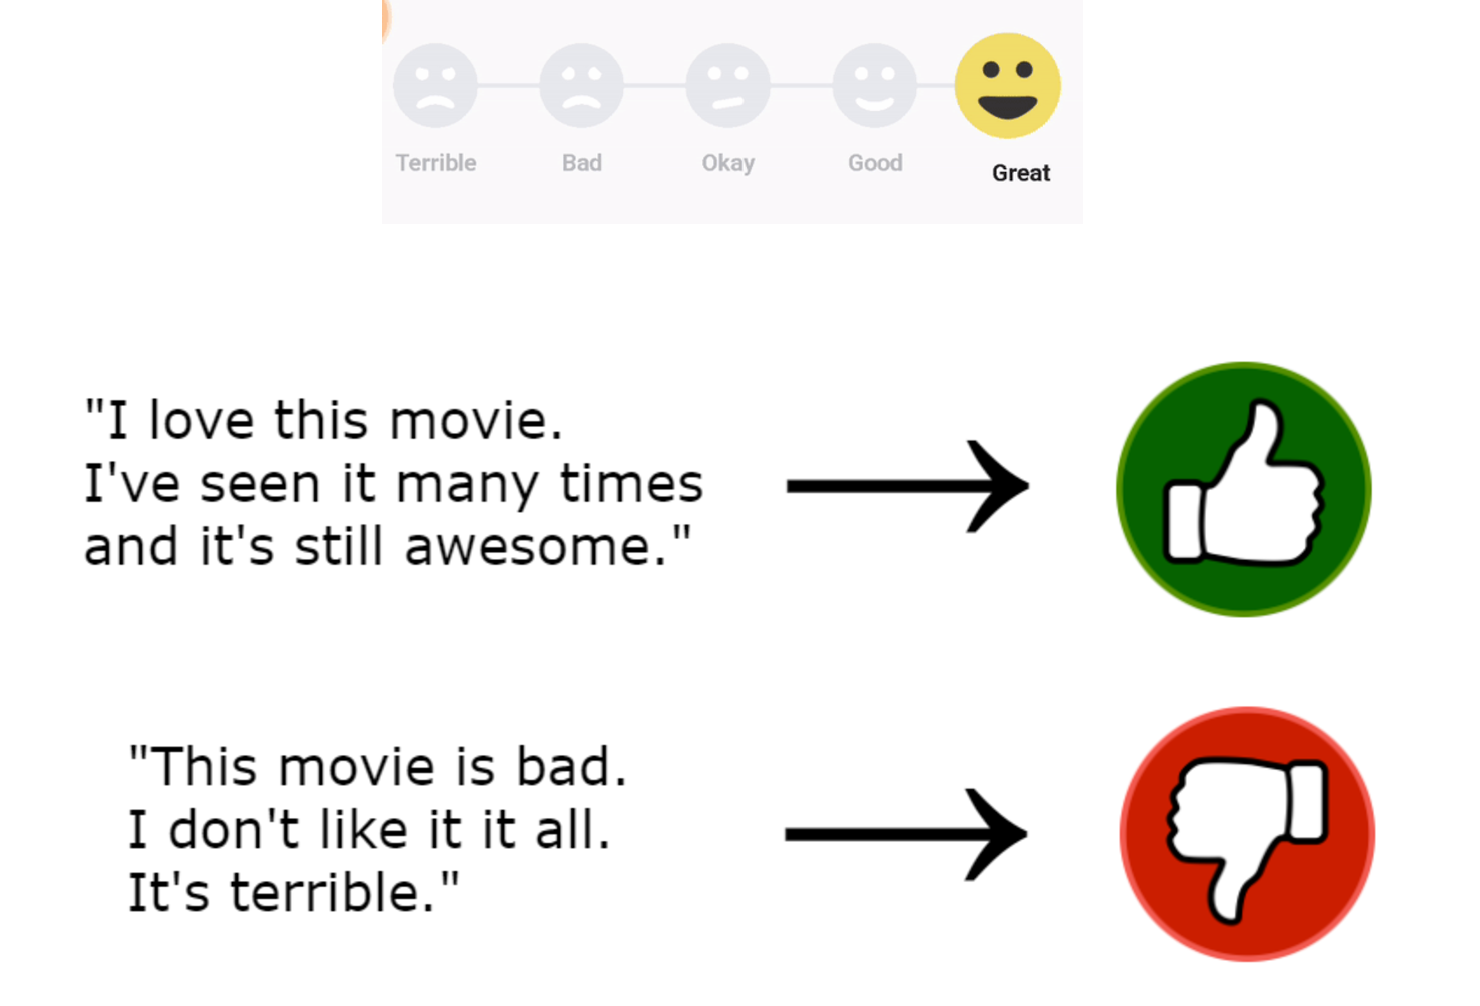 Terrible Bad Okay Good Great
"I love this movie.
I've seen it many times
and it's still awesome."
"This movie is bad.
I don't like it it all.
It's terrible."